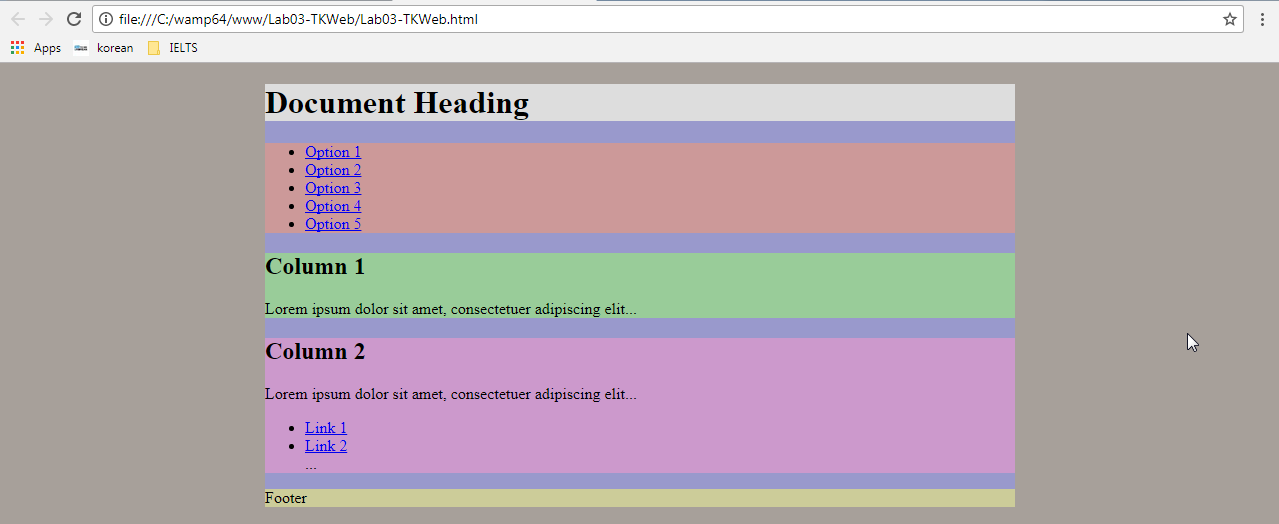 file:///C:/wamp64/www/Lab03-TKWeb/Lab03-TKWeb.html
Apps korean IELTS
Document Heading
Option 1
Option 2
Option 3
Option 4
Option 5
Column 1
Lorem ipsum dolor sit amet, consectetuer adipiscing elit...
Column 2
Lorem ipsum dolor sit amet, consectetuer adipiscing elit...
Link 1
Link 2
...
Footer